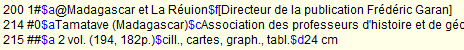 200 1#$a@Madagascar et La Réuion$f[Directeur de la publication Frédéric Garan]
214 #0$aTamatave (Madagascar)$cAssociation des professeurs d'histoire et de géo
215 ##$a 2 vol. (194, 182p.)$cill., cartes, graph., tabl.$d24 cm